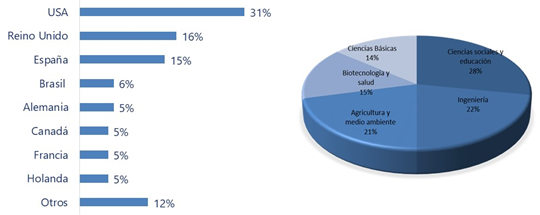 USA 31%
Reino Unido 16%
España 15%
Brasil 6%
Alemania 5%
Canadá 5%
Francia 5%
Holanda 5%
Otros 12%
Ciencias Básicas
14%
Ciencias sociales y
educación
28%
Biotecnología y
salud
15%
Ingeniería
22%
Agricultura y
medio ambiente
21%